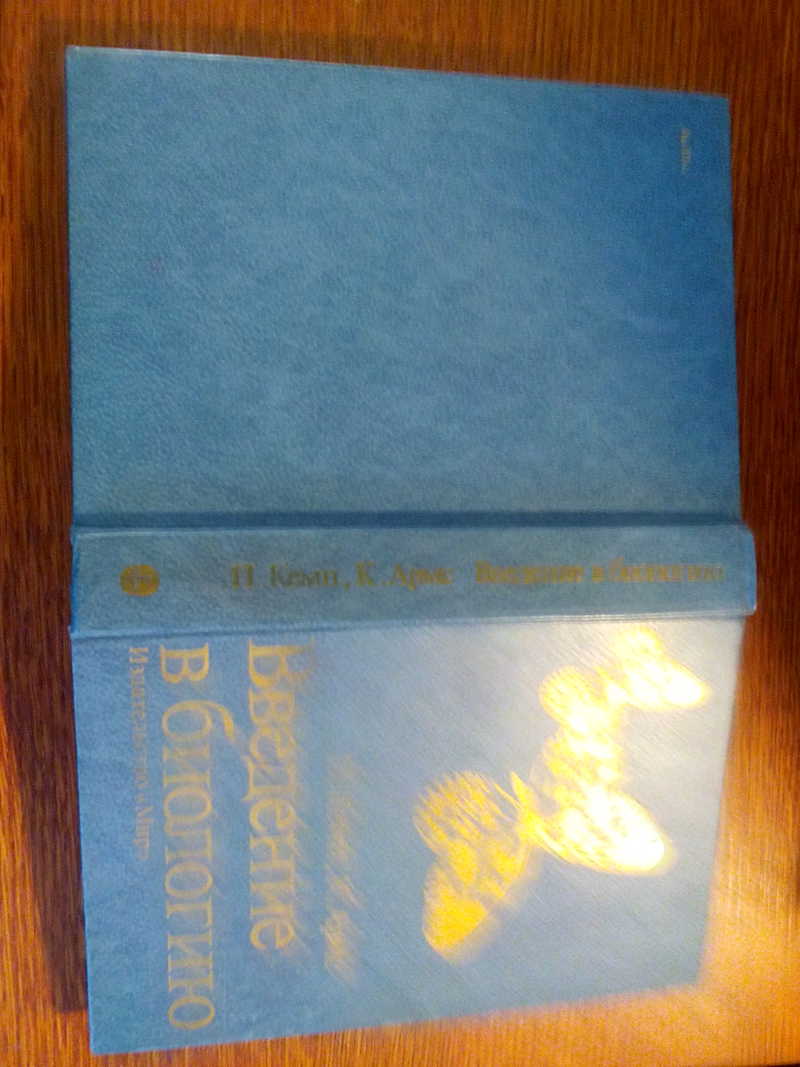 П. Кемп, К. Армс Введение в биологию
Введение
в биологию
Издательство «Мир»